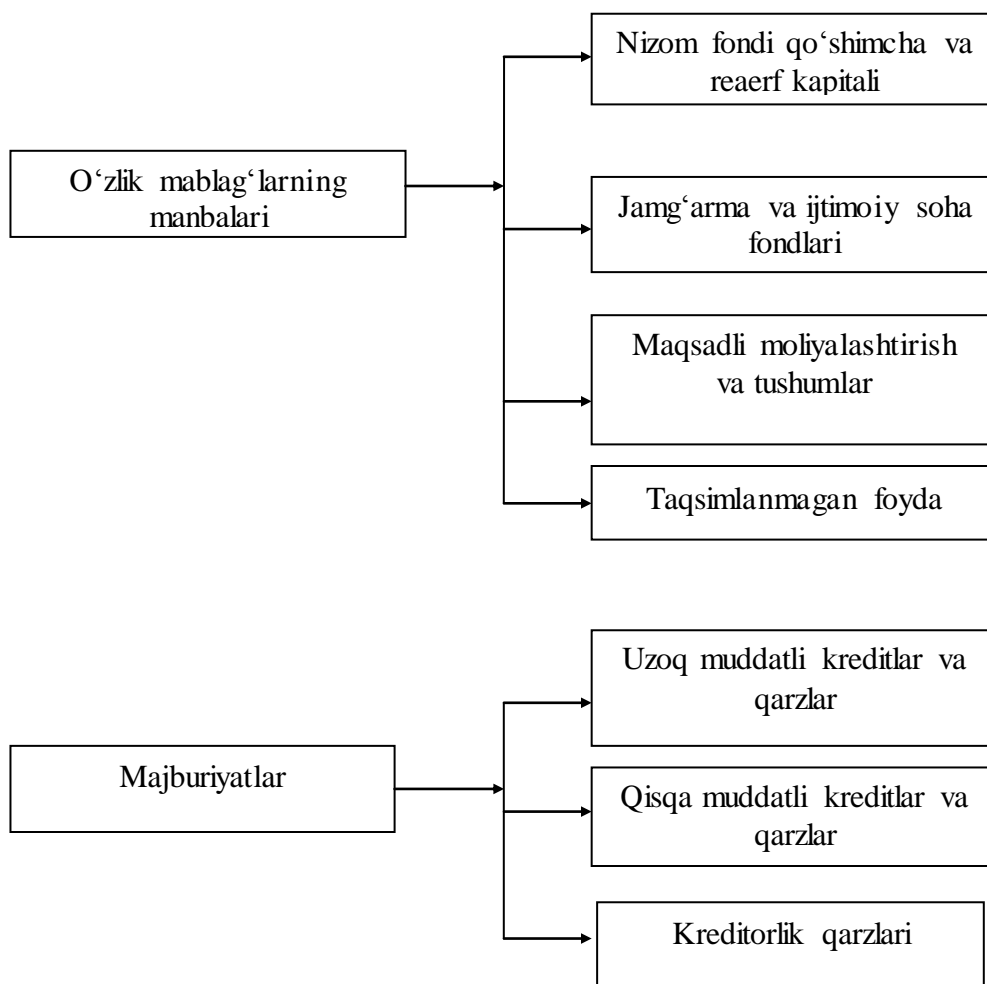 Nizom fondi qo‘shimcha va
reaerf kapitali
O‘zlik mablag‘larning
manbalari
Jamg‘arma va ijtimoiy soha
fondlari
Maqsadli moliyalashtirish
va tushumlar
Taqsimlanmagan foyda
Uzoq muddatli kreditlar va
qarzlar
Majburiyatlar
Qisqa muddatli kreditlar va
qarzlar
Kreditorlik qarzlari